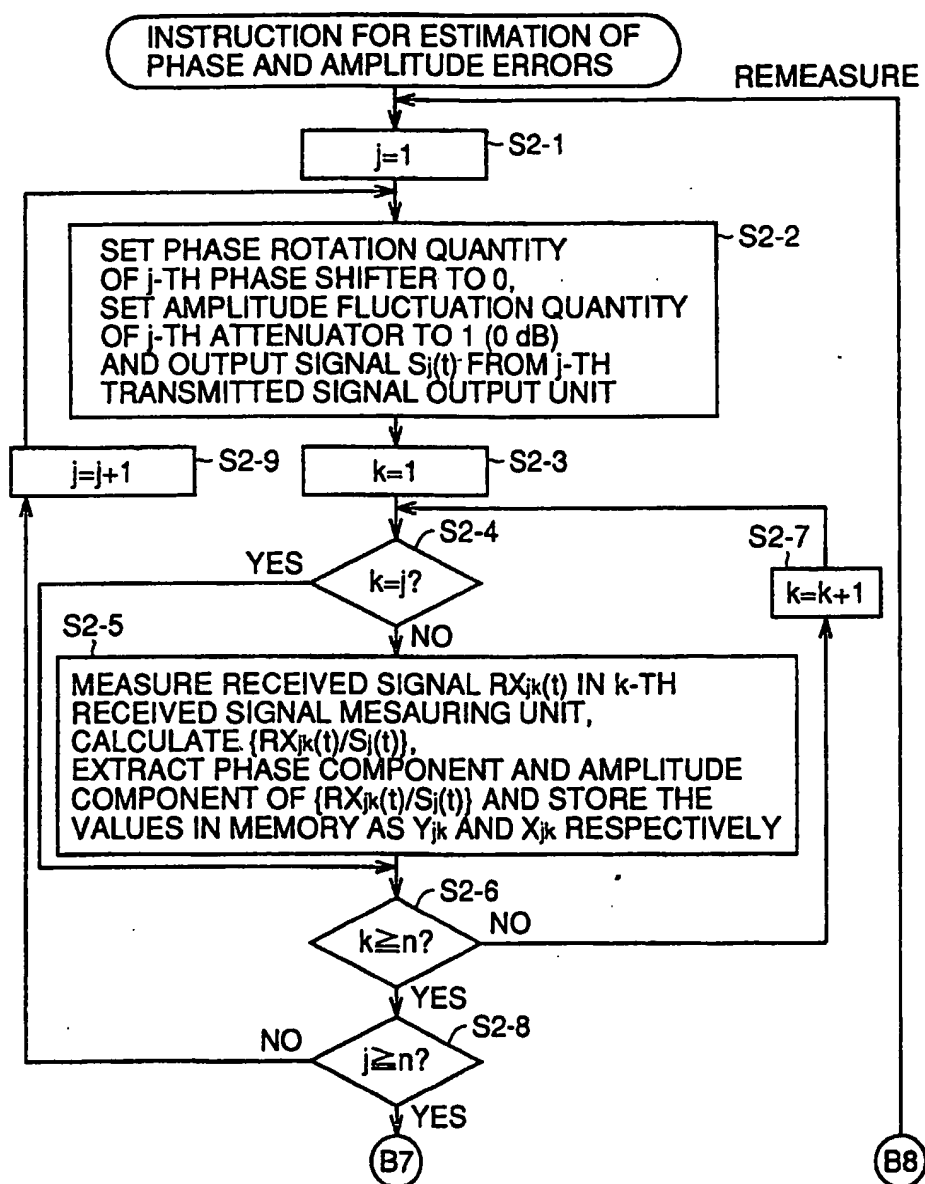 INSTRUCTION FOR ESTIMATION OF
PHASE AND AMPLITUDE ERRORS
REMEASURE
j=1
S2-1
S2-2
SET PHASE ROTATION QUANTITY
OF j-TH PHASE SHIFTER TO 0,
SET AMPLITUDE FLUCTUATION QUANTITY
OF j-TH ATTENUATOR TO 1 (0 dB)
AND OUTPUT SIGNAL Sj(t) FROM j-TH
TRANSMITTED SIGNAL OUTPUT UNIT
j=j+1
S2-9
k=1
S2-3
S2-4
S2-7
YES
k=j?
k=k+1
S2-5
NO
MEASURE RECEIVED SIGNAL RXjk(t) IN k-TH
RECEIVED SIGNAL MESAURING UNIT,
CALCULATE {RXjk(t)/Sj(t)},
EXTRACT PHASE COMPONENT AND AMPLITUDE
COMPONENT OF {RXjk(t)/Sj(t)} AND STORE THE
VALUES IN MEMORY AS Yjk AND Xjk RESPECTIVELY
S2-6
k≧n?
NO
YES
S2-8
NO
j≧n?
YES
B7
B8